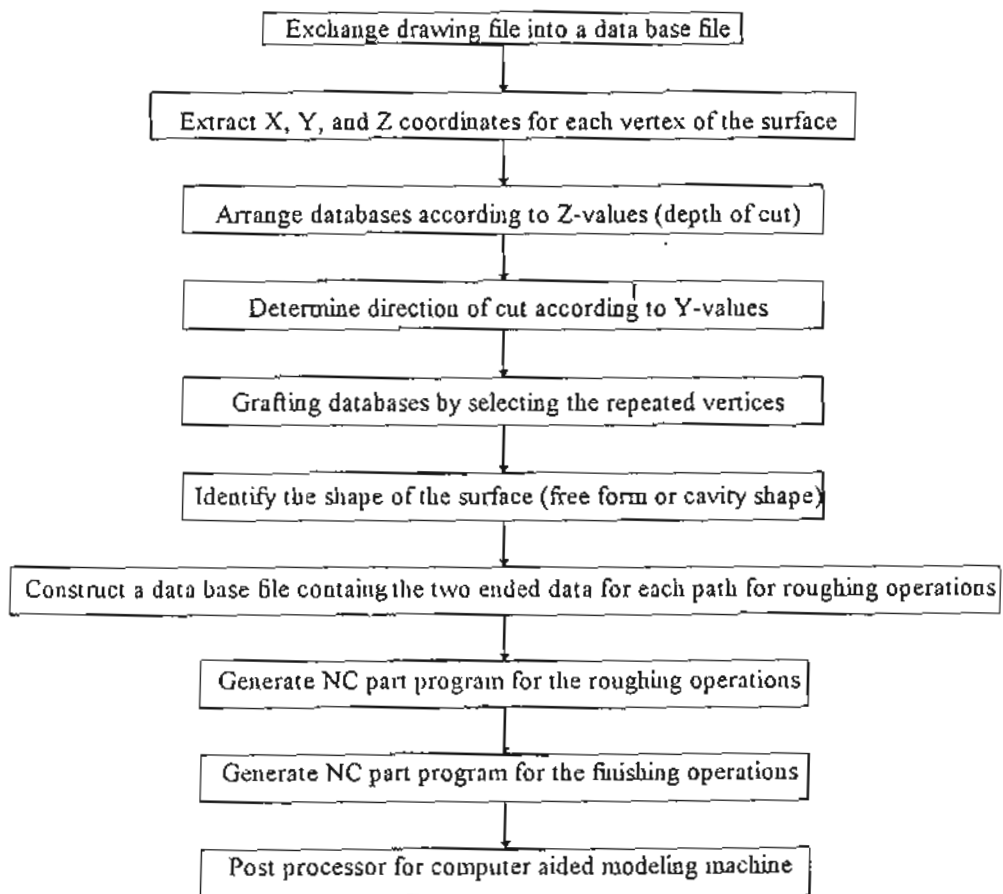 Exchange drawing file into a data base file
Extract X, Y, and Z coordinates for each vertex of the surface
Arrange databases according to Z-values (depth of cut)
Determine direction of cut according to Y-values
Grafting databases by selecting the repeated vertices
Identify the shape of the surface (free form or cavity shape)
Construct a data base file containg the two ended data for each path for roughing operations
Generate NC part program for the roughing operations
Generate NC part program for the finishing operations
Post processor for computer aided modeling machine